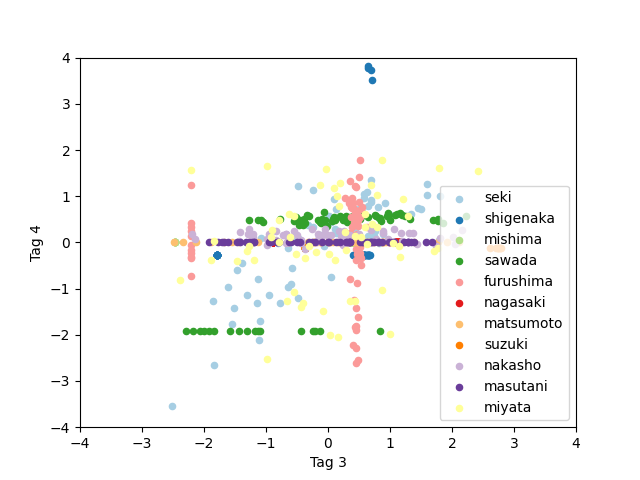 4
3
2
1
0
−1
−2
−3
−4
Tag 4
−4 −3 −2 −1 0 1 2 3 4
Tag 3
seki
shigenaka
mishima
sawada
furushima
nagasaki
matsumoto
suzuki
nakasho
masutani
miyata